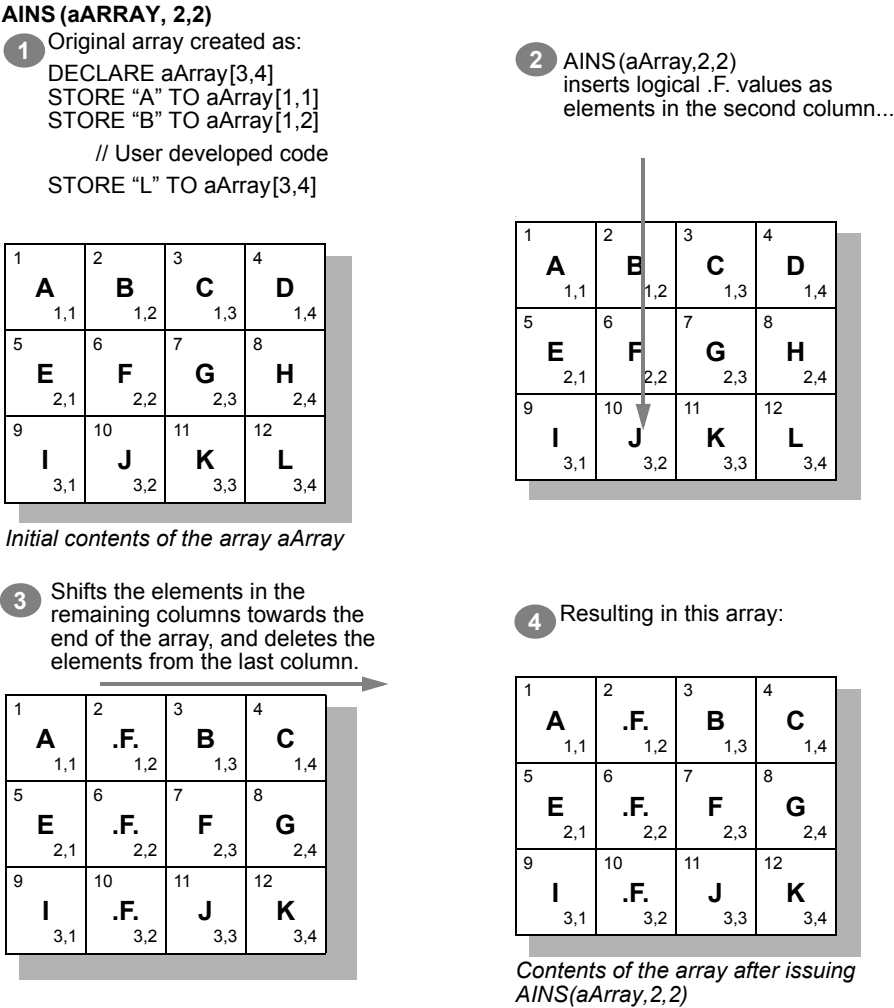 AINS (aARRAY, 2,2)
1 Original array created as:
DECLARE aArray[3,4]
STORE “A” TO aArray[1,1]
STORE “B” TO aArray[1,2]
// User developed code
STORE “L” TO aArray[3,4]
1 2 3 4
A B C D
1,1 1,2 1,3 1,4
5 6 7 8
E F G H
2,1 2,2 2,3 2,4
9 10 11 12
I J K L
3,1 3,2 3,3 3,4
Initial contents of the array aArray
2 AINS(aArray,2,2)
inserts logical .F. values as
elements in the second column...
1 2 3 4
A B C D
1,1 1,2 1,3 1,4
5 6 7 8
E F G H
2,1 2,2 2,3 2,4
9 10 11 12
I J K L
3,1 3,2 3,3 3,4
3 Shifts the elements in the
remaining columns towards the
end of the array, and deletes the
elements from the last column.
1 2 3 4
A .F. B C
1,1 1,2 1,3 1,4
5 6 7 8
E .F. F G
2,1 2,2 2,3 2,4
9 10 11 12
I .F. J K
3,1 3,2 3,3 3,4
4 Resulting in this array:
1 2 3 4
A .F. B C
1,1 1,2 1,3 1,4
5 6 7 8
E .F. F G
2,1 2,2 2,3 2,4
9 10 11 12
I .F. J K
3,1 3,2 3,3 3,4
Contents of the array after issuing
AINS(aArray,2,2)